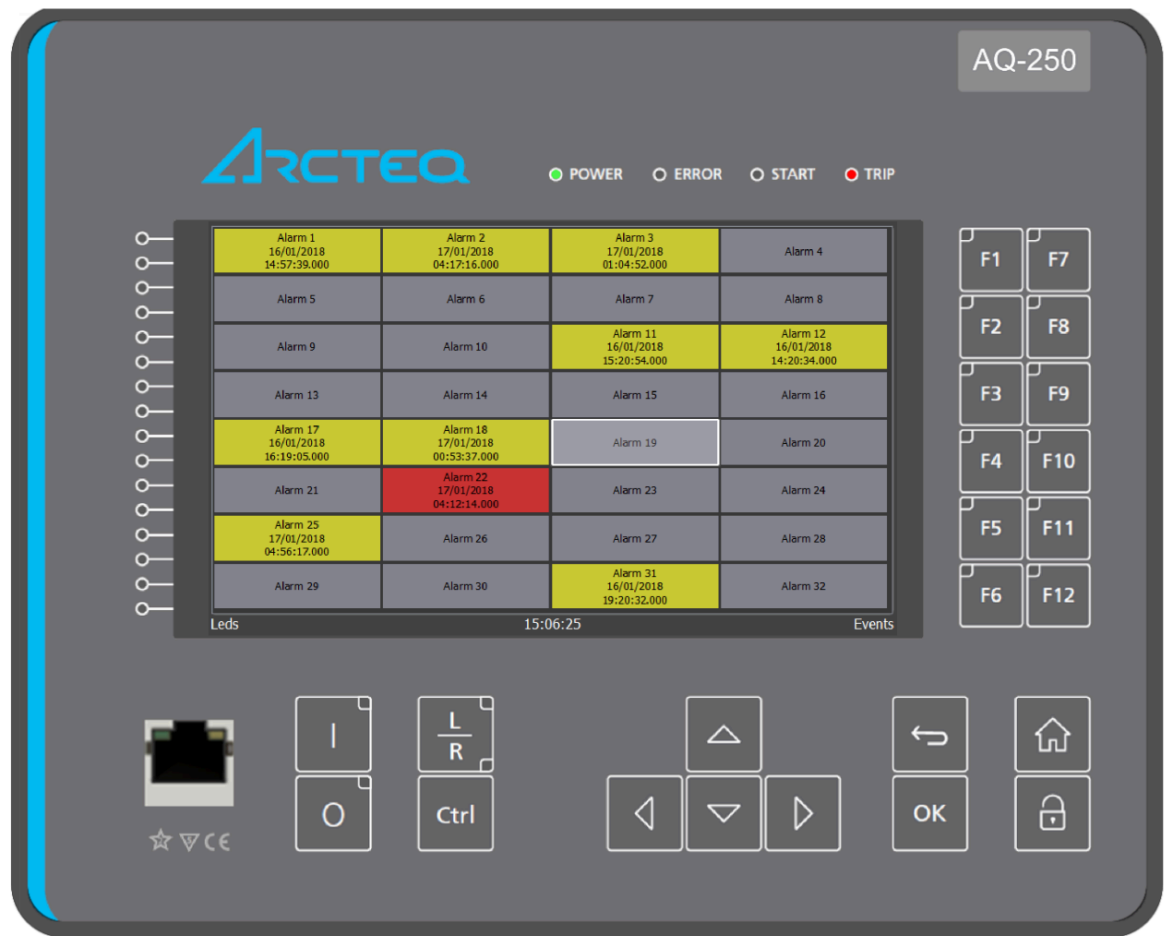 AQ-250
ARCTEQ
POWER ERROR START TRIP
Alarm 1
16/01/2018
14:57:39.000
Alarm 2
17/01/2018
04:17:16.000
Alarm 3
17/01/2018
01:04:52.000
Alarm 4
Alarm 5
Alarm 6
Alarm 7
Alarm 8
Alarm 9
Alarm 10
Alarm 11
16/01/2018
15:20:54.000
Alarm 12
16/01/2018
14:20:34.000
Alarm 13
Alarm 14
Alarm 15
Alarm 16
Alarm 17
16/01/2018
16:19:05.000
Alarm 18
17/01/2018
00:53:37.000
Alarm 19
Alarm 20
Alarm 21
Alarm 22
17/01/2018
04:12:14.000
Alarm 23
Alarm 24
Alarm 25
17/01/2018
04:56:17.000
Alarm 26
Alarm 27
Alarm 28
Alarm 29
Alarm 30
Alarm 31
16/01/2018
19:20:32.000
Alarm 32
Leds 15:06:25 Events
F1 F7
F2 F8
F3 F9
F4 F10
F5 F11
F6 F12
I
L
R
O
Ctrl
OK
CE